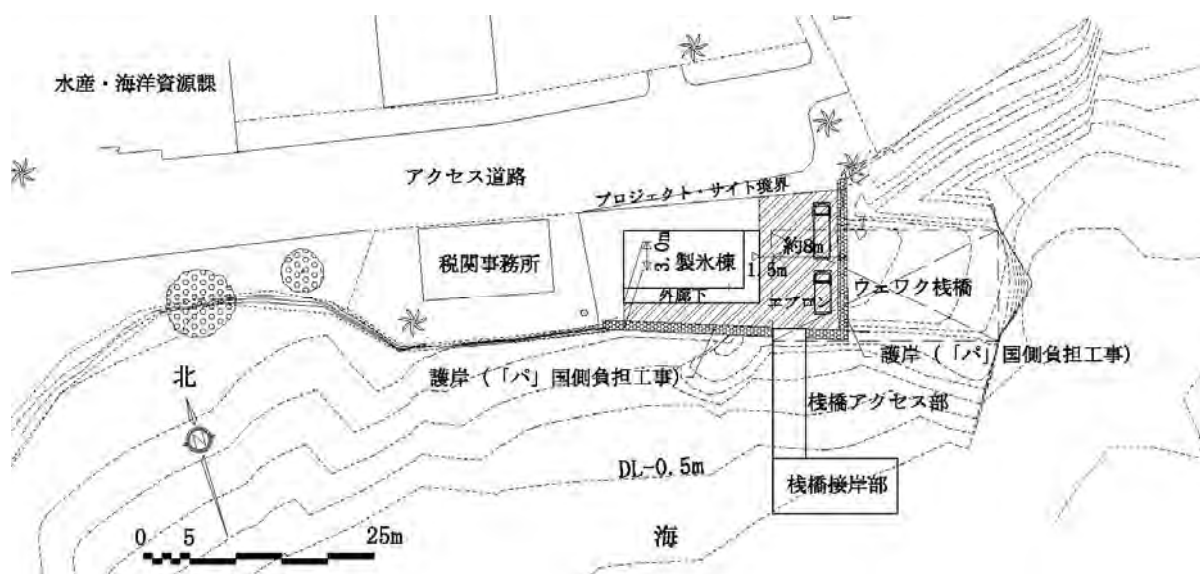 水産・海洋資源課
アクセス道路
プロジェクト・サイト境界
税関事務所
3.0m
製氷棟
外廊下
約8m
1.5m
エプロン
ウェワク桟橋
護岸(「パ」国側負担工事)
護岸(「パ」国側負担工事)
桟橋アクセス部
北
N
DL-0.5m
桟橋接岸部
海
0 5 25m